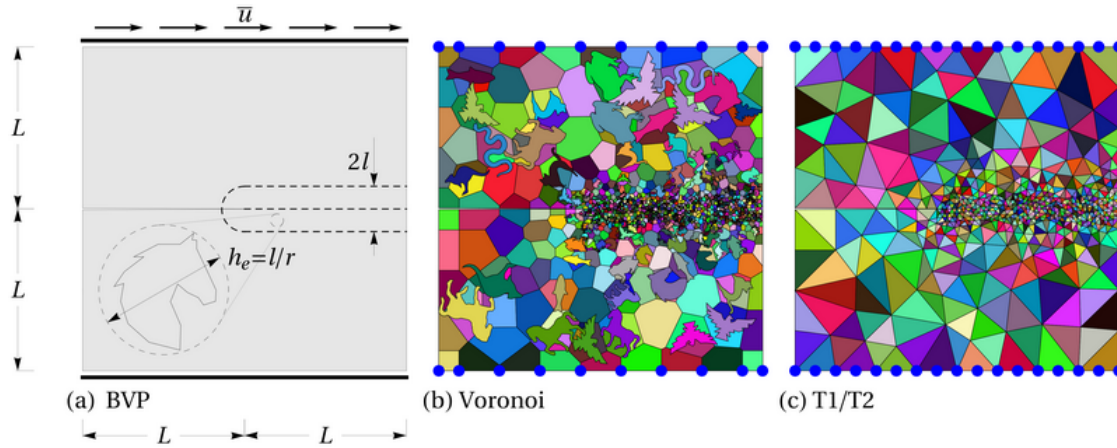 u̅
L
2l
L
h_e=l/r
(a) BVP
(b) Voronoi
(c) T1/T2
L L